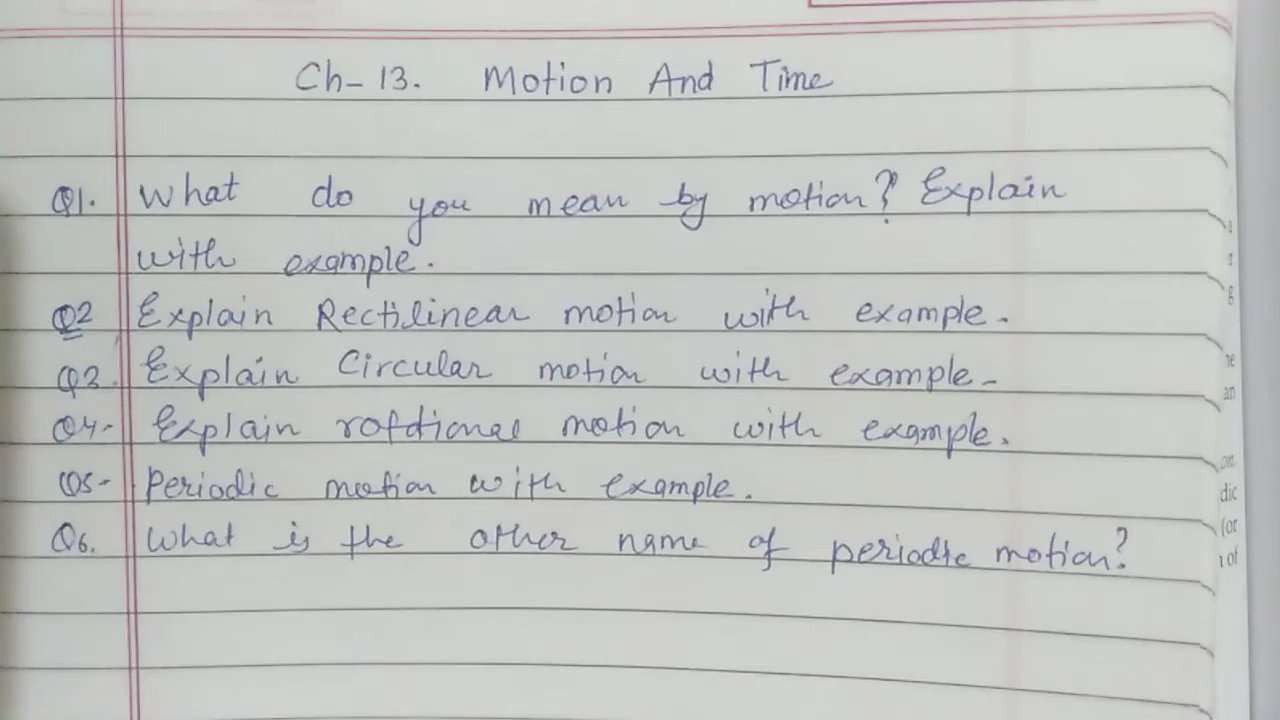 Ch-13. Motion And Time
Q1. What do you mean by motion? Explain
with example.
Q2 Explain Rectilinear motion with example.
Q3. Explain Circular motion with example-
Q4- Explain rotational motion with example.
Q5- Periodic motion with example.
Q6. What is the other name of periodic motion?